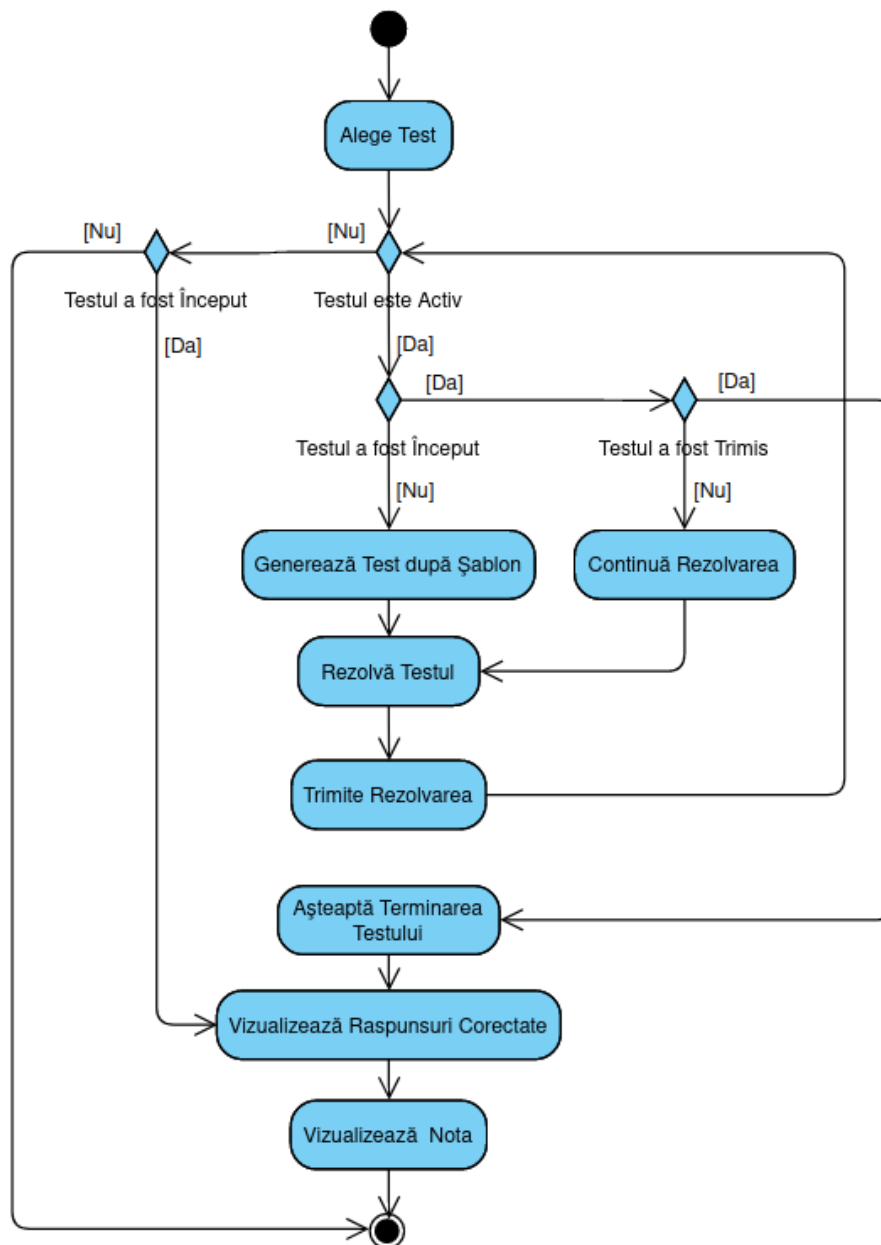 Alege Test
[Nu]
[Nu]
Testul a fost Început
Testul este Activ
[Da]
[Da]
[Da]
[Da]
Testul a fost Început
Testul a fost Trimis
[Nu]
[Nu]
Generează Test după Şablon
Continuă Rezolvarea
Rezolvă Testul
Trimite Rezolvarea
Aşteaptă Terminarea
Testului
Vizualizează Raspunsuri Corectate
Vizualizează Nota